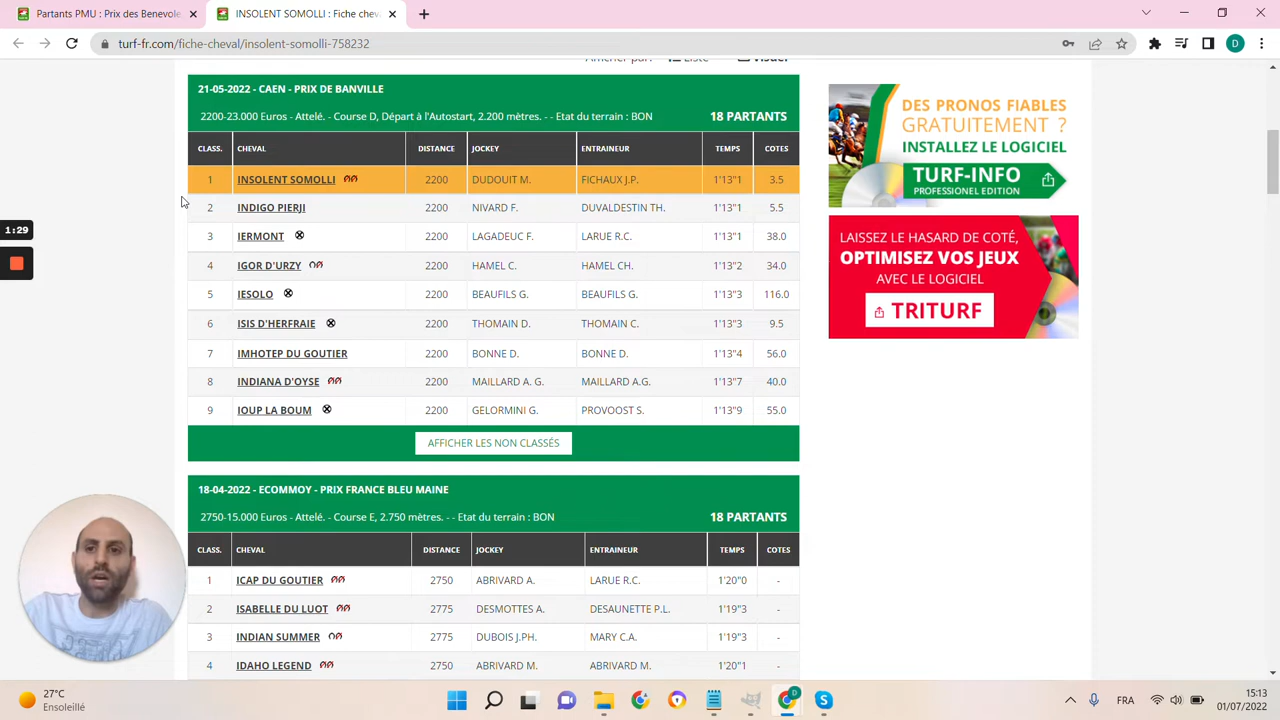 Partants PMU : Prix des Benevole
INSOLENT SOMOLLI - Fiche chev
turf-fr.com/fiche-cheval/insolent-somolli-758232
D
Afficher par: Liste Visuel
21-05-2022 - CAEN - PRIX DE BANVILLE
2200-23.000 Euros - Attelé. - Course D, Départ à l'Autostart, 2.200 mètres. - - Etat du terrain : BON 18 PARTANTS
CLASS. CHEVAL DISTANCE JOCKEY ENTRAINEUR TEMPS COTES
1 INSOLENT SOMOLLI 2200 DUDOUIT M. FICHAUX J.P. 1'13"1 3.5
2 INDIGO PIERJI 2200 NIVARD F. DUVALDESTIN TH. 1'13"1 5.5
3 IERMONT 2200 LAGADEUC F. LARUE R.C. 1'13"1 38.0
4 IGOR D'URZY 2200 HAMEL C. HAMEL CH. 1'13"2 34.0
5 IESOLO 2200 BEAUFILS G. BEAUFILS G. 1'13"3 116.0
6 ISIS D'HERFRAIE 2200 THOMAIN D. THOMAIN C. 1'13"3 9.5
7 IMHOTEP DU GOUTIER 2200 BONNE D. BONNE D. 1'13"4 56.0
8 INDIANA D'OYSE 2200 MAILLARD A. G. MAILLARD A.G. 1'13"7 40.0
9 IOUP LA BOUM 2200 GELORMINI G. PROVOOST S. 1'13"9 55.0
AFFICHER LES NON CLASSÉS
18-04-2022 - ECOMMOY - PRIX FRANCE BLEU MAINE
2750-15.000 Euros - Attelé. - Course E, 2.750 mètres. - - Etat du terrain : BON 18 PARTANTS
CLASS. CHEVAL DISTANCE JOCKEY ENTRAINEUR TEMPS COTES
1 ICAP DU GOUTIER 2750 ABRIVARD A. LARUE R.C. 1'20"0 -
2 ISABELLE DU LUOT 2775 DESMOTTES A. DESAUNETTE P.L. 1'19"3 -
3 INDIAN SUMMER 2775 DUBOIS J.PH. MARY C.A. 1'19"3 -
4 IDAHO LEGEND 2750 ABRIVARD M. ABRIVARD M. 1'20"1 -
DES PRONOS FIABLES
GRATUITEMENT ?
INSTALLEZ LE LOGICIEL
TURF-INFO
PROFESSIONEL EDITION
LAISSEZ LE HASARD DE COTÉ,
OPTIMISEZ VOS JEUX
AVEC LE LOGICIEL
TRITURF
1:29
27°C
Ensoleillé
FRA
15:13
01/07/2022